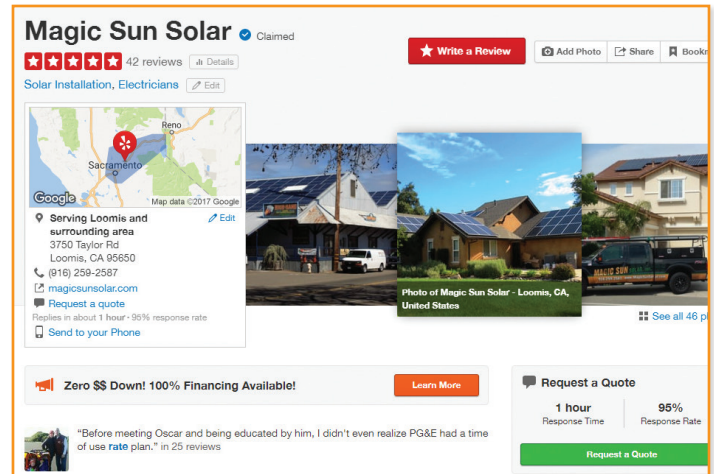 Magic Sun Solar Claimed
42 reviews Details
Solar Installation, Electricians Edit
Write a Review Add Photo Share
Reno
Sacramento
Google Map data ©2017 Google
Serving Loomis and Edit
surrounding area
3750 Taylor Rd
Loomis, CA 95650
(916) 259-2587
magicsunsolar.com
Request a quote
Replies in about 1 hour · 95% response rate
Send to your Phone
MAGIC SUN
Photo of Magic Sun Solar - Loomis, CA,
United States
See all 46
Zero $$ Down! 100% Financing Available!
Learn More
"Before meeting Oscar and being educated by him, I didn't even realize PG&E had a time
of use rate plan." in 25 reviews
Request a Quote
1 hour 95%
Response Time Response Rate
Request a Quote